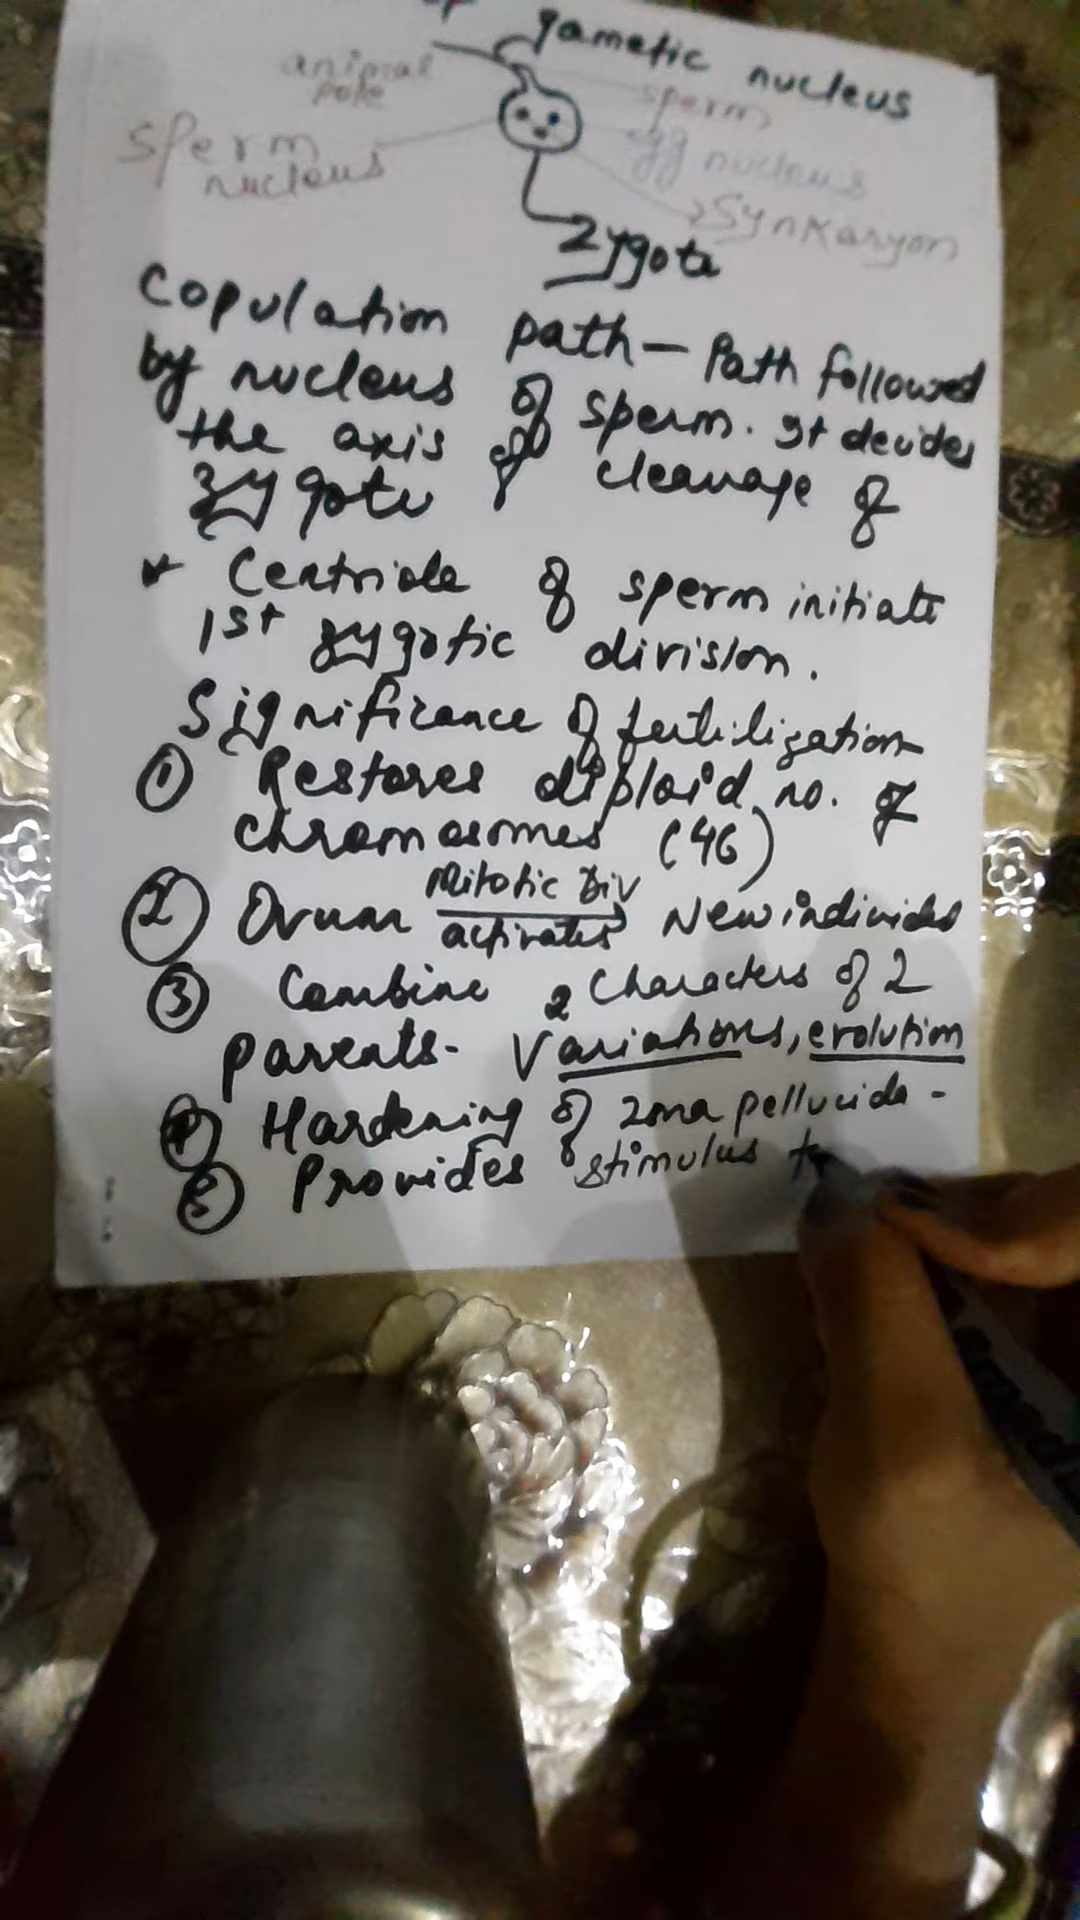 gametic nucleus
animal
pole
sperm
sperm
nucleus
egg nucleus
Synkaryon
Zygote
Copulation path - Path followed
by nucleus of sperm. It decides
the axis of cleavage of
zygote
* Centriole of sperm initiate
1st zygotic division.
Significance of fertilization
① Restores diploid no. of
chromosomes (46)
② Ovum Mitotic Div
activates New individes
③ Combine 2 Characters of 2
parents. Variations, evolution
④ Hardening of zona pellucida -
⑤ Provides stimulus